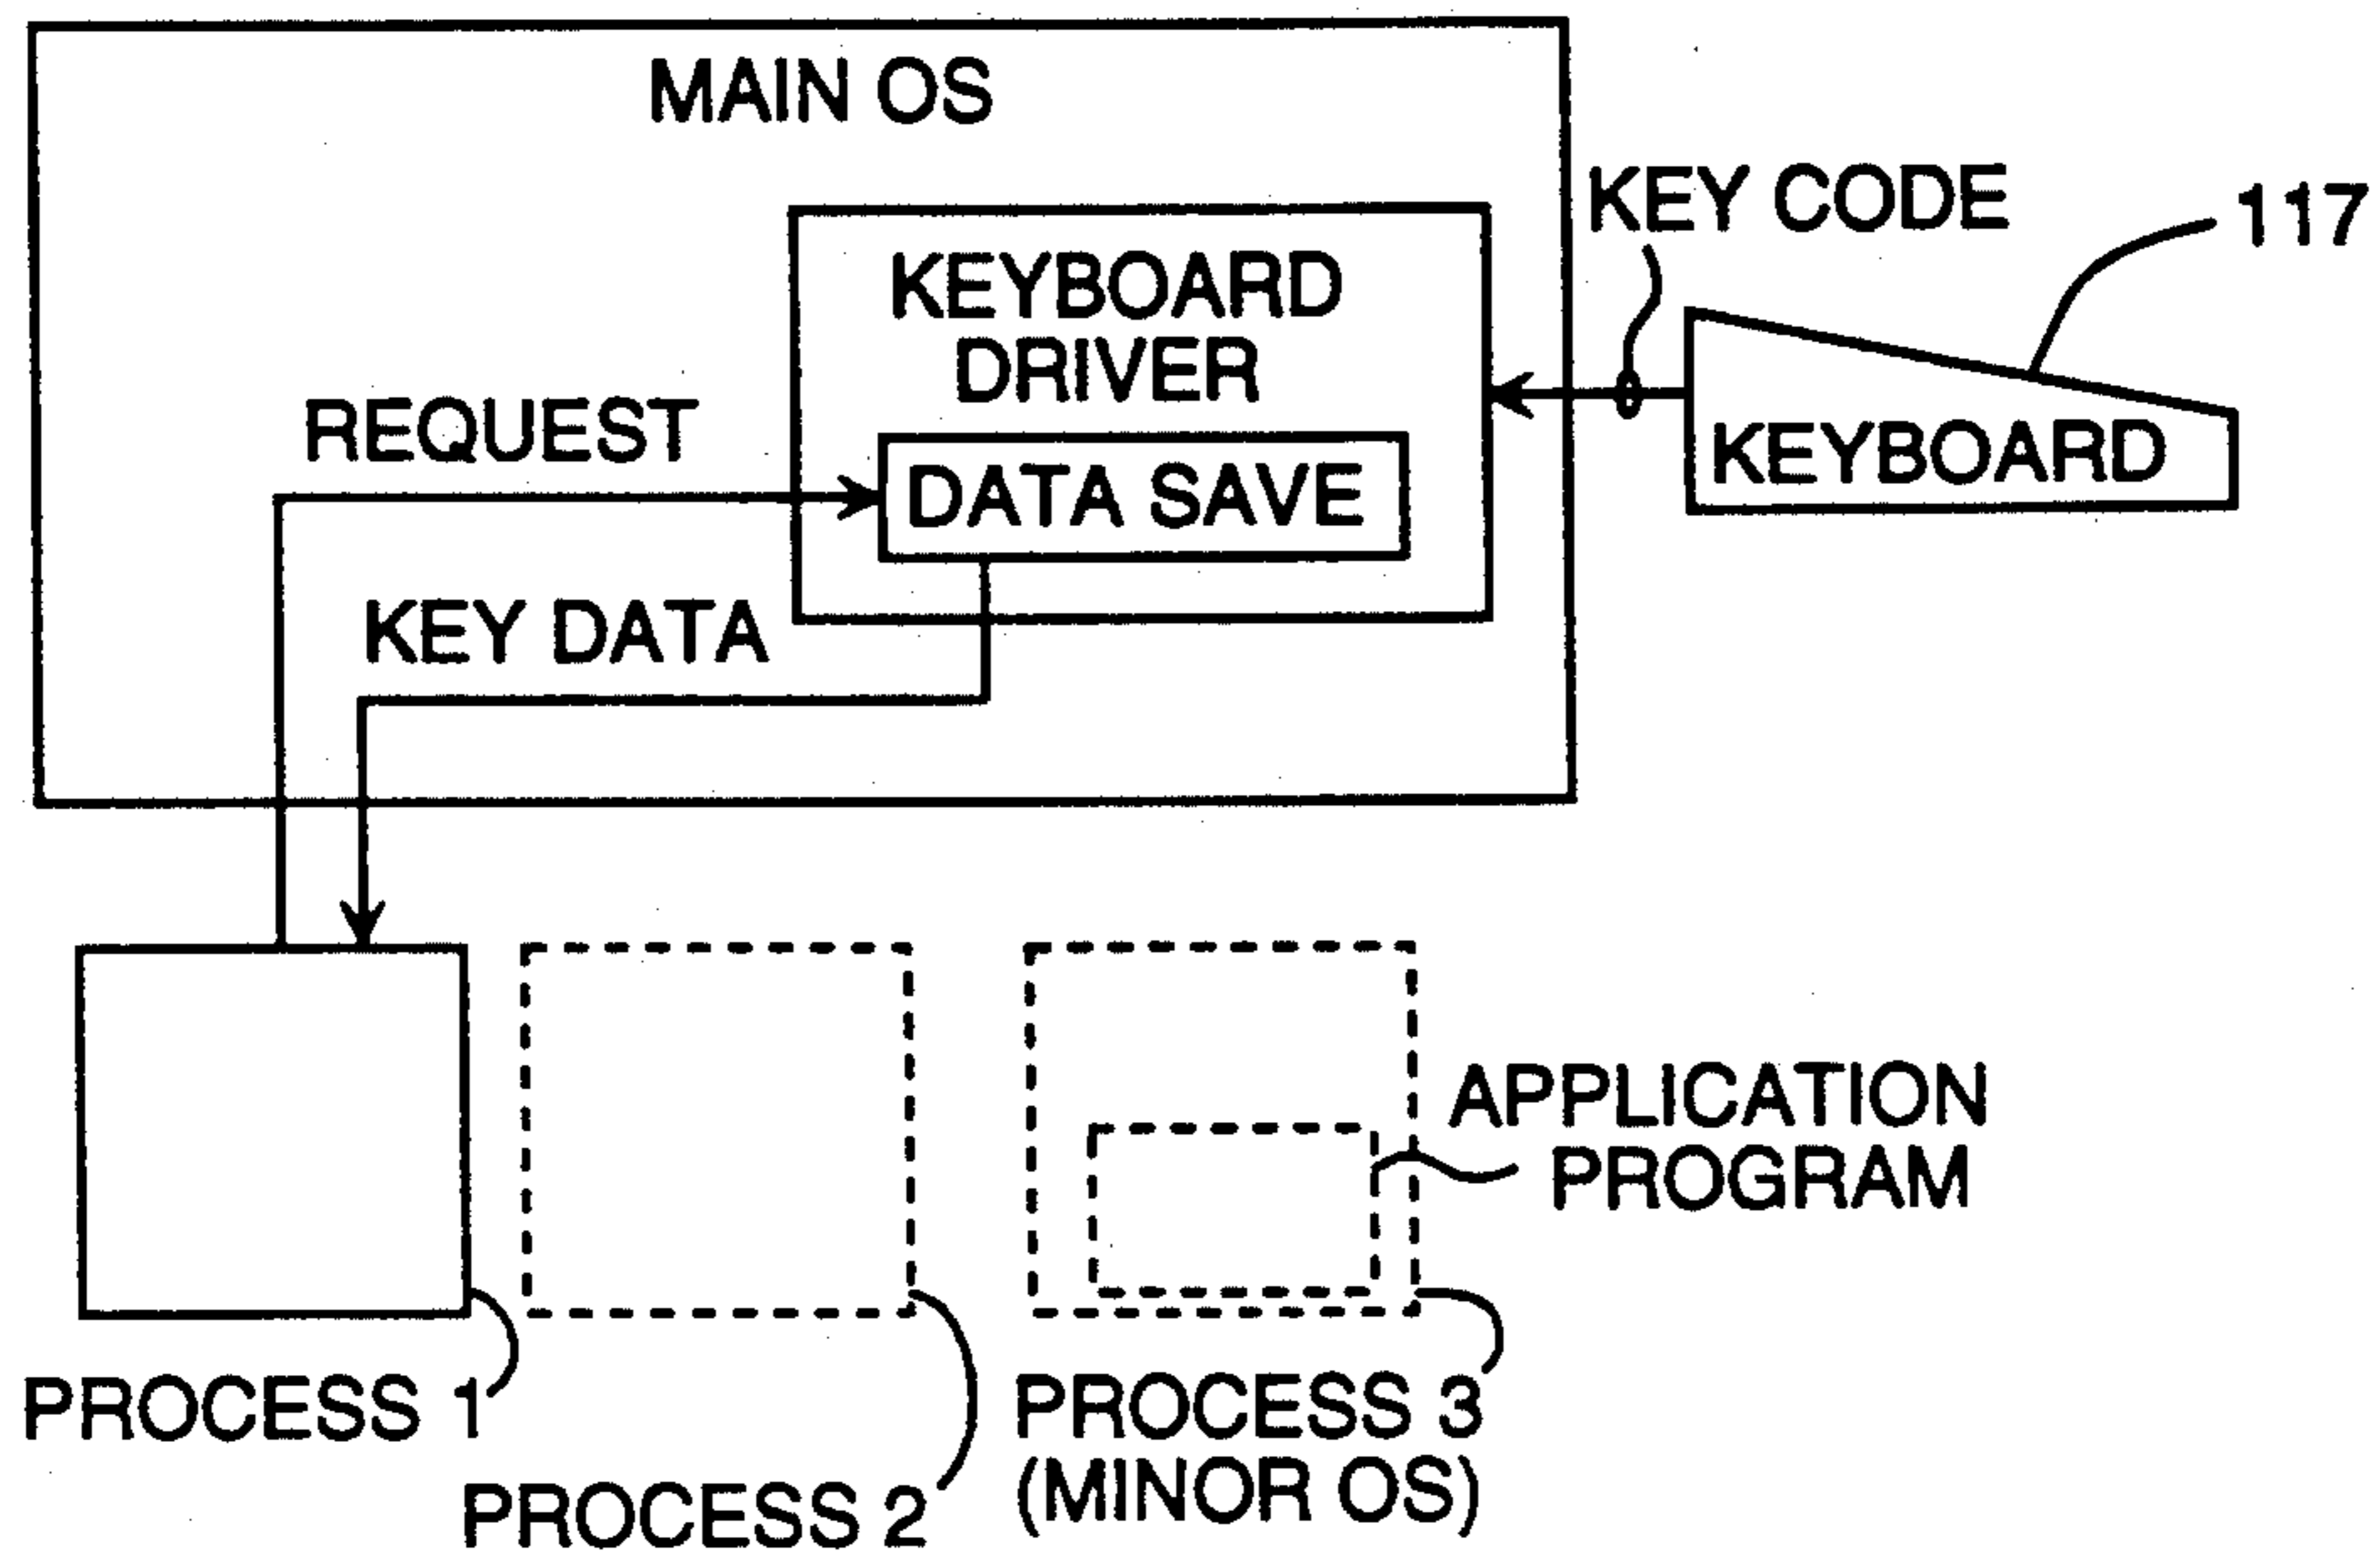 MAIN OS
KEY CODE
117
KEYBOARD
DRIVER
REQUEST
DATA SAVE
KEYBOARD
KEY DATA
APPLICATION
PROGRAM
PROCESS 1
PROCESS 2
PROCESS 3
(MINOR OS)